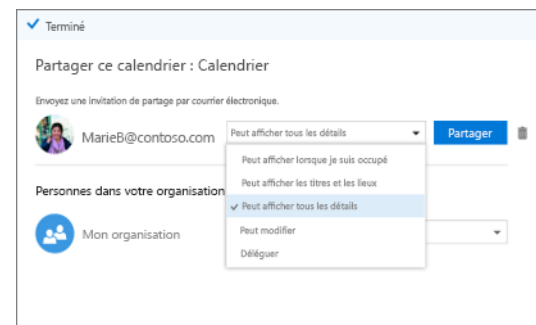 Terminé
Partager ce calendrier : Calendrier
Envoyez une invitation de partage par courrier électronique.
MarieB@contoso.com Peut afficher tous les détails Partager
Peut afficher lorsque je suis occupé
Peut afficher les titres et les lieux
Personnes dans votre organisation
Peut afficher tous les détails
Peut modifier
Mon organisation
Déléguer